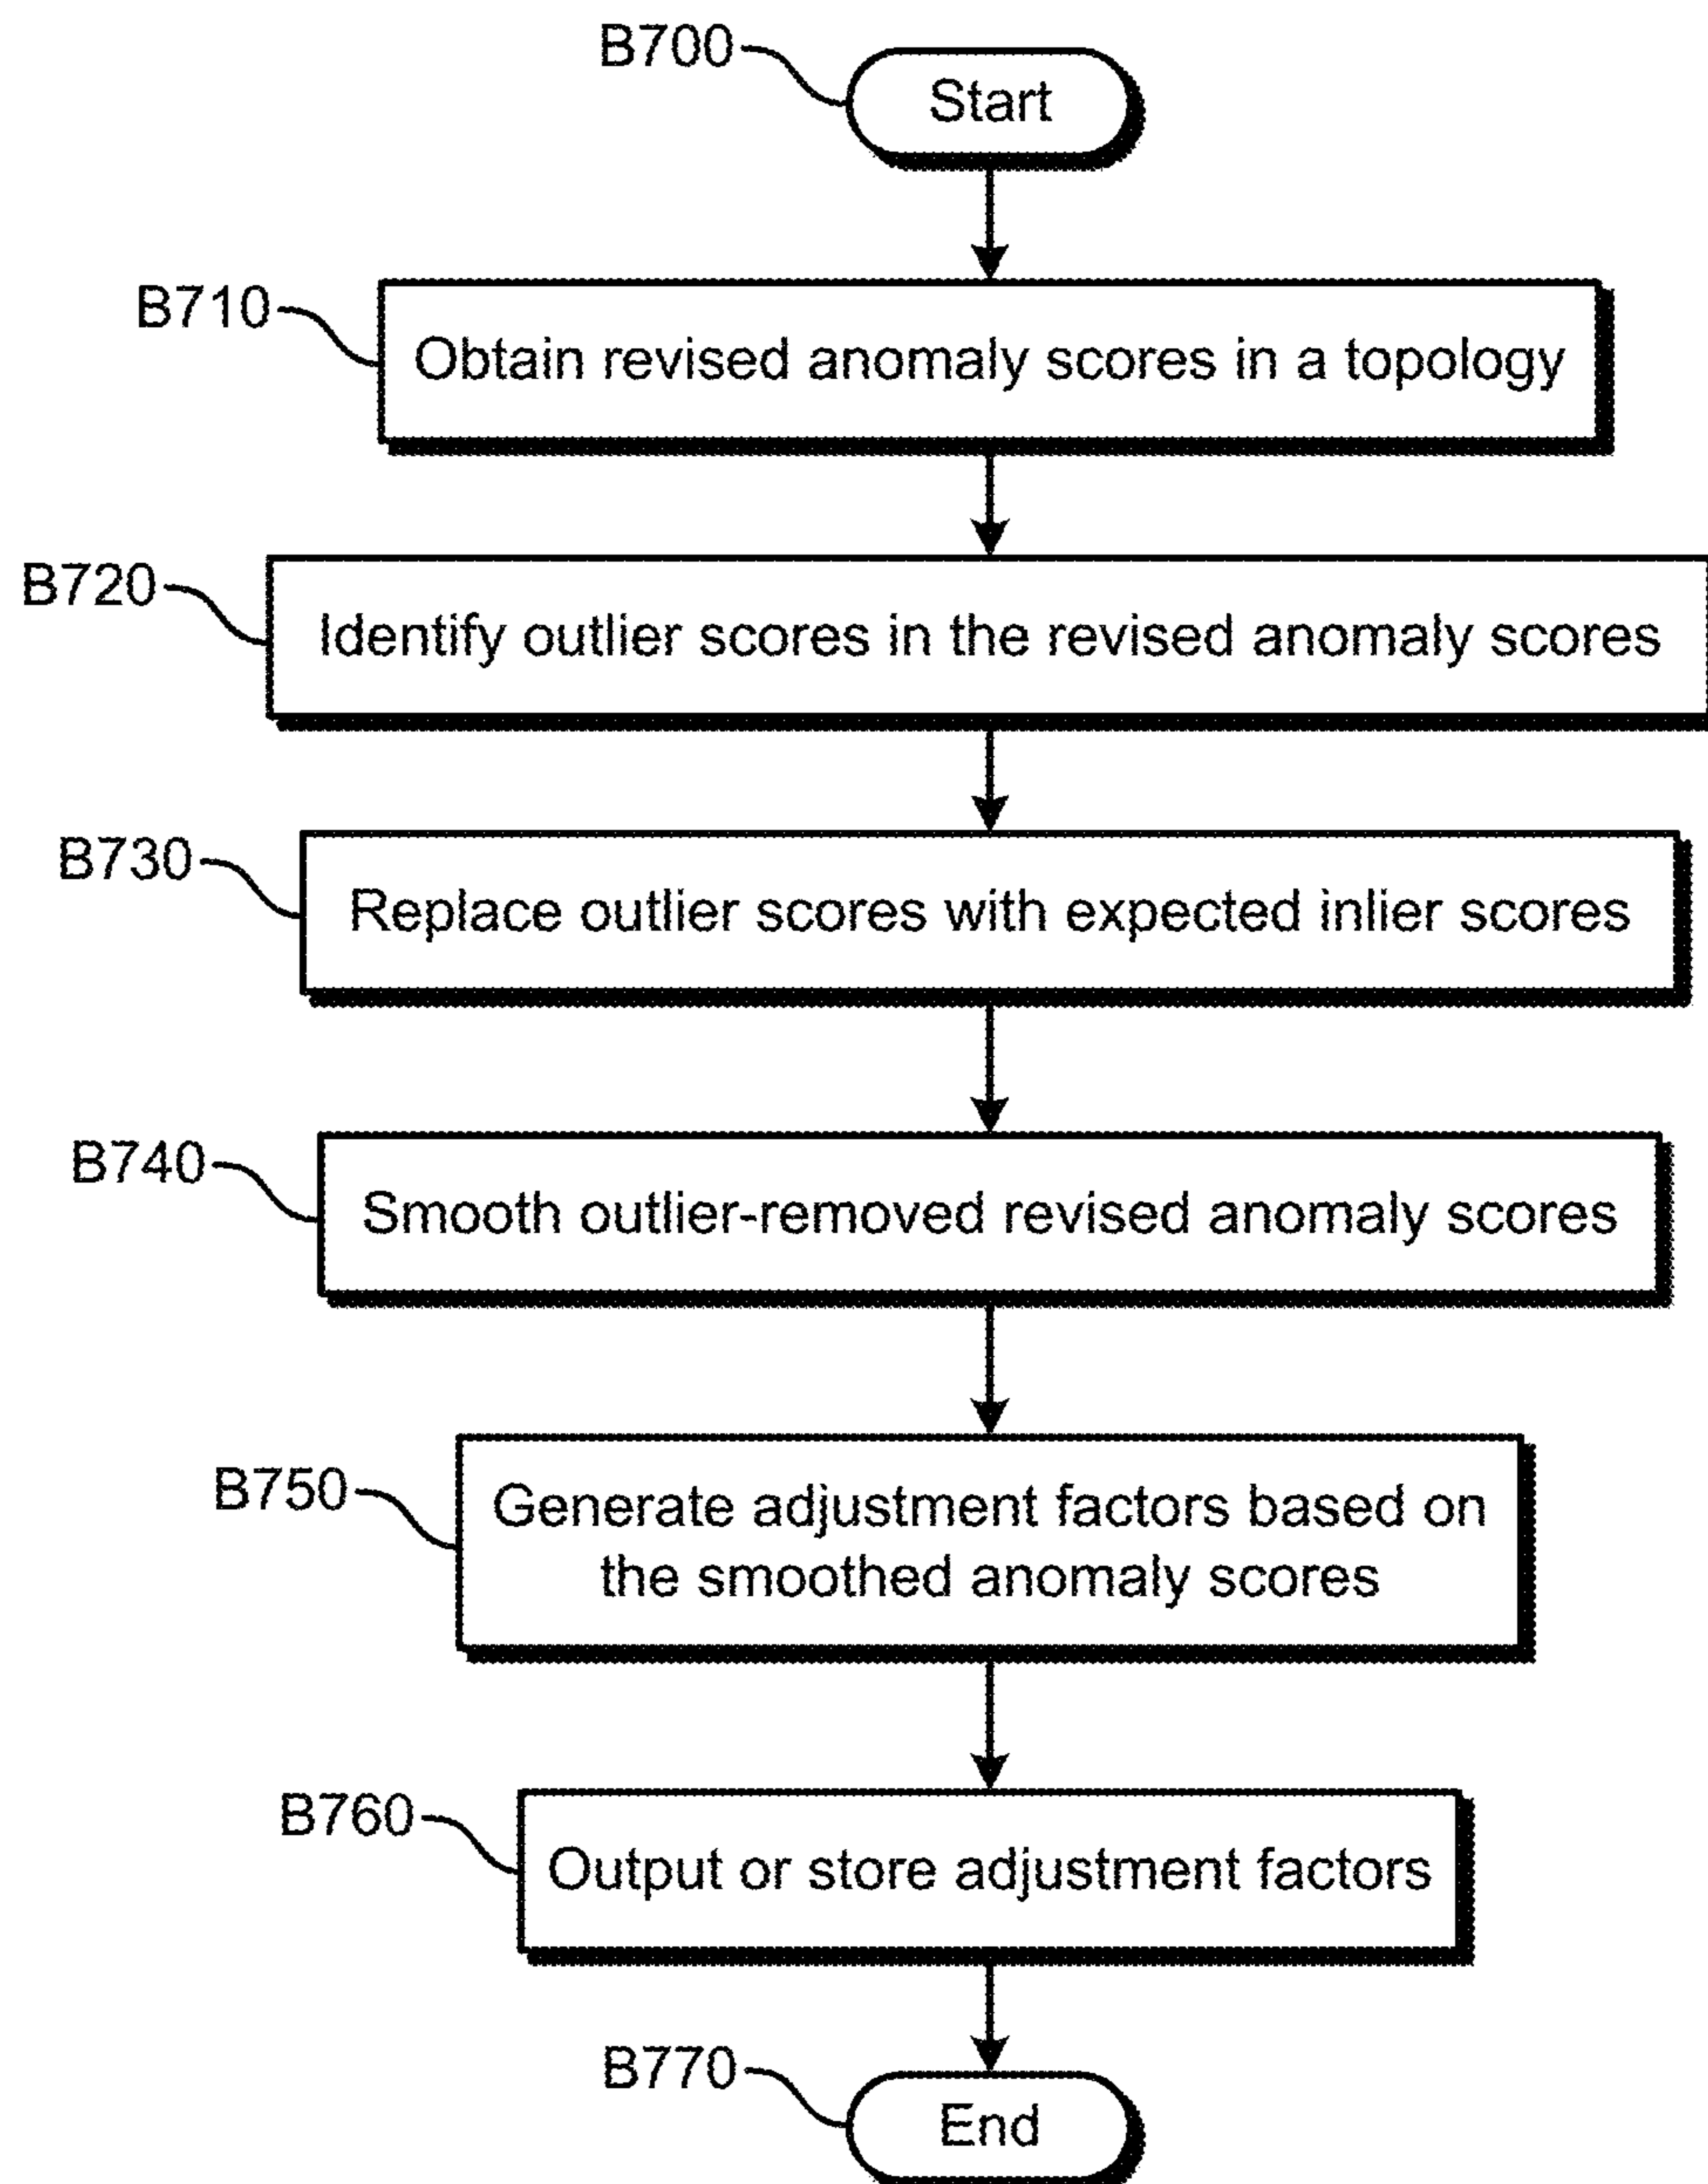 B700
Start
B710
Obtain revised anomaly scores in a topology
B720
Identify outlier scores in the revised anomaly scores
B730
Replace outlier scores with expected inlier scores
B740
Smooth outlier-removed revised anomaly scores
B750
Generate adjustment factors based on
the smoothed anomaly scores
B760
Output or store adjustment factors
B770
End